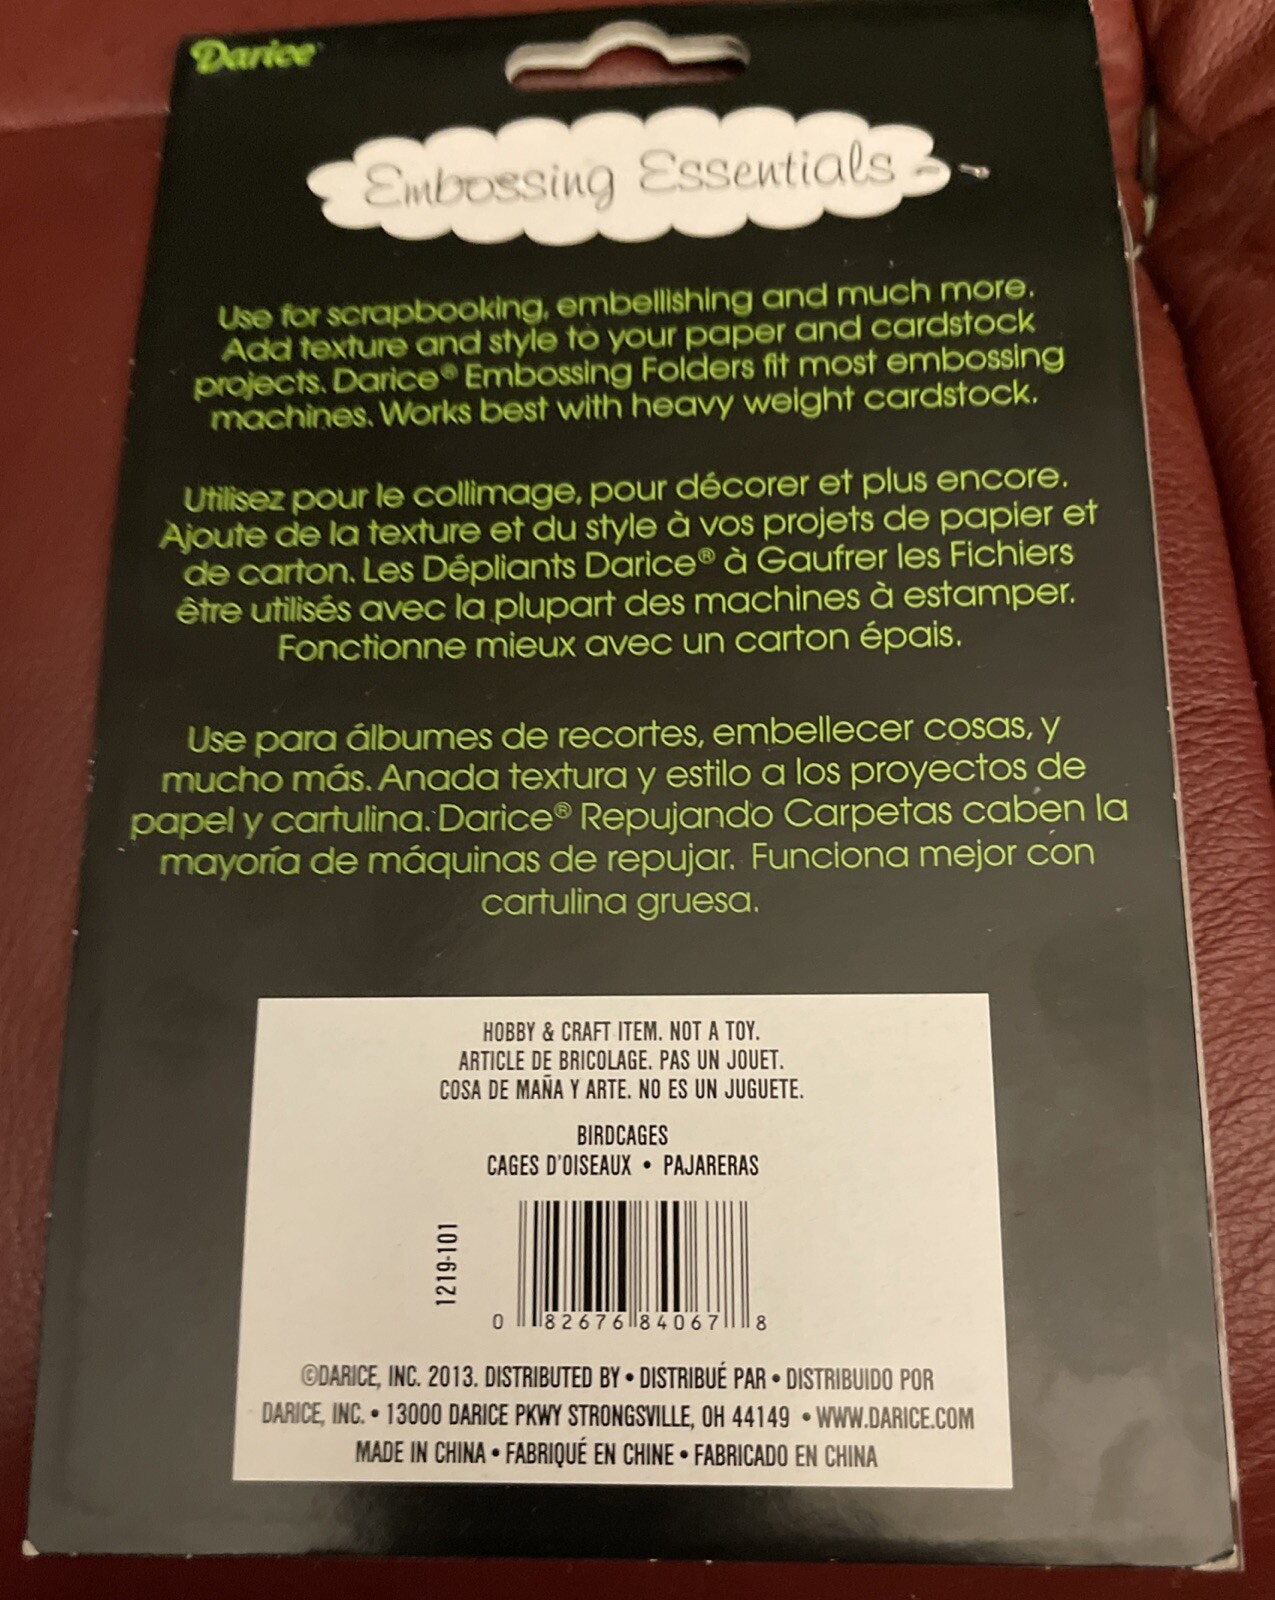 Darice
Embossing Essentials
Use for scrapbooking, embellishing and much more.
Add texture and style to your paper and cardstock
projects. Darice® Embossing Folders fit most embossing
machines. Works best with heavy weight cardstock.
Utilisez pour le collimage, pour décorer et plus encore.
Ajoute de la texture et du style à vos projets de papier et
de carton. Les Dépliants Darice® à Gaufrer les Fichiers
être utilisés avec la plupart des machines à estamper.
Fonctionne mieux avec un carton épais.
Use para álbumes de recortes, embellecer cosas, y
mucho más. Anada textura y estilo a los proyectos de
papel y cartulina. Darice® Repujando Carpetas caben la
mayoría de máquinas de repujar. Funciona mejor con
cartulina gruesa.
HOBBY & CRAFT ITEM. NOT A TOY.
ARTICLE DE BRICOLAGE. PAS UN JOUET.
COSA DE MAÑA Y ARTE. NO ES UN JUGUETE.
BIRDCAGES
CAGES D'OISEAUX • PAJARERAS
1219-101
0 82676 84067 8
©DARICE, INC. 2013. DISTRIBUTED BY • DISTRIBUÉ PAR • DISTRIBUIDO POR
DARICE, INC. • 13000 DARICE PKWY STRONGSVILLE, OH 44149 • WWW.DARICE.COM
MADE IN CHINA • FABRIQUÉ EN CHINE • FABRICADO EN CHINA